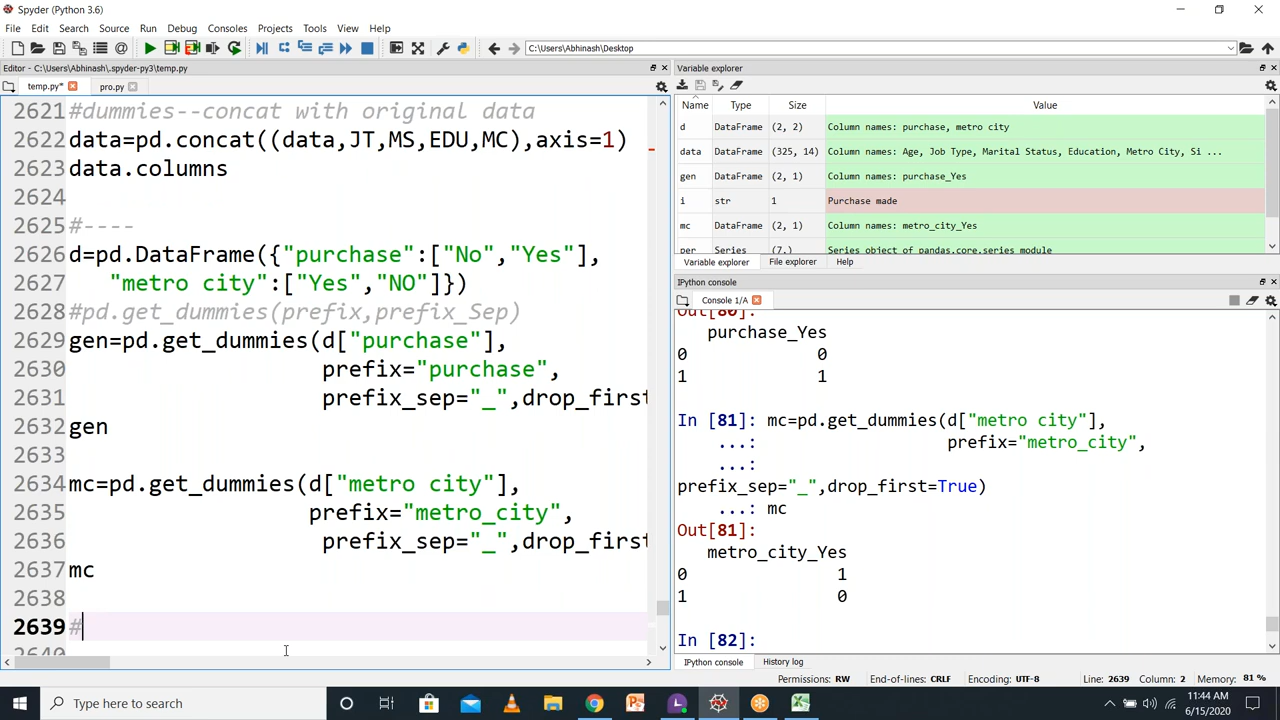 Spyder (Python 3.6)
File Edit Search Source Run Debug Consoles Projects Tools View Help
C:\Users\Abhinash\Desktop
Editor - C:\Users\Abhinash\.spyder-py3\temp.py
temp.py* pro.py
2621 #dummies--concat with original data
2622 data=pd.concat((data,JT,MS,EDU,MC),axis=1)
2623 data.columns
2624
2625 #----
2626 d=pd.DataFrame({"purchase":["No","Yes"],
2627 "metro city":["Yes","NO"]})
2628 #pd.get_dummies(prefix,prefix_Sep)
2629 gen=pd.get_dummies(d["purchase"],
2630 prefix="purchase",
2631 prefix_sep="_",drop_first
2632 gen
2633
2634 mc=pd.get_dummies(d["metro city"],
2635 prefix="metro_city",
2636 prefix_sep="_",drop_first
2637 mc
2638
2639 #
2640
Variable explorer
Name Type Size Value
d DataFrame (2, 2) Column names: purchase, metro city
data DataFrame (325, 14) Column names: Age, Job Type, Marital Status, Education, Metro City, Si ...
gen DataFrame (2, 1) Column names: purchase_Yes
i str 1 Purchase made
mc DataFrame (2, 1) Column names: metro_city_Yes
per Series (7,) Series object of pandas.core.series module
Variable explorer File explorer Help
IPython console
Console 1/A
Out[80]:
purchase_Yes
0 0
1 1
In [81]: mc=pd.get_dummies(d["metro city"],
...: prefix="metro_city",
...:
prefix_sep="_",drop_first=True)
...: mc
Out[81]:
metro_city_Yes
0 1
1 0
In [82]:
IPython console History log
Permissions: RW End-of-lines: CRLF Encoding: UTF-8 Line: 2639 Column: 2 Memory: 81 %
Type here to search
11:44 AM
6/15/2020